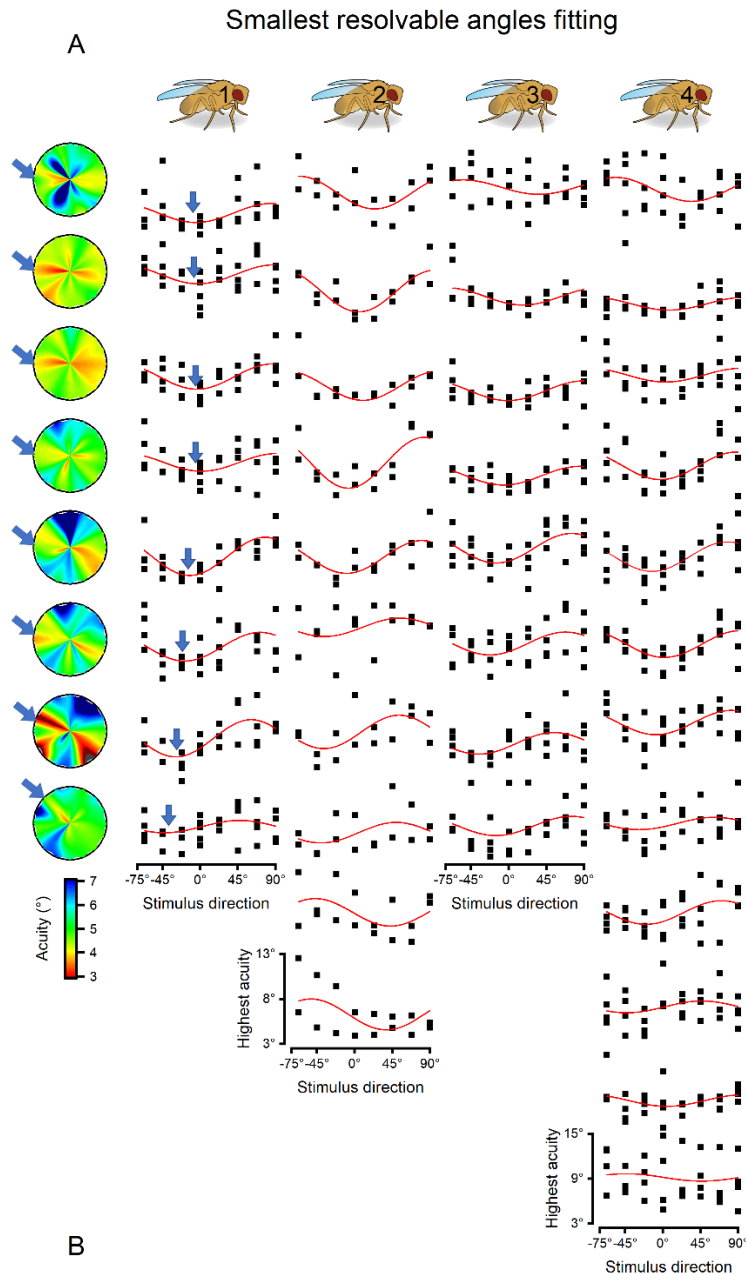 Smallest resolvable angles fitting
A
1 2 3 4
7
6
5
4
3
Acuity (°)
-75° -45° 0° 45° 90°
Stimulus direction
-75° -45° 0° 45° 90°
Stimulus direction
13°
8°
3°
Highest acuity
-75° -45° 0° 45° 90°
Stimulus direction
15°
9°
3°
Highest acuity
-75° -45° 0° 45° 90°
Stimulus direction
B